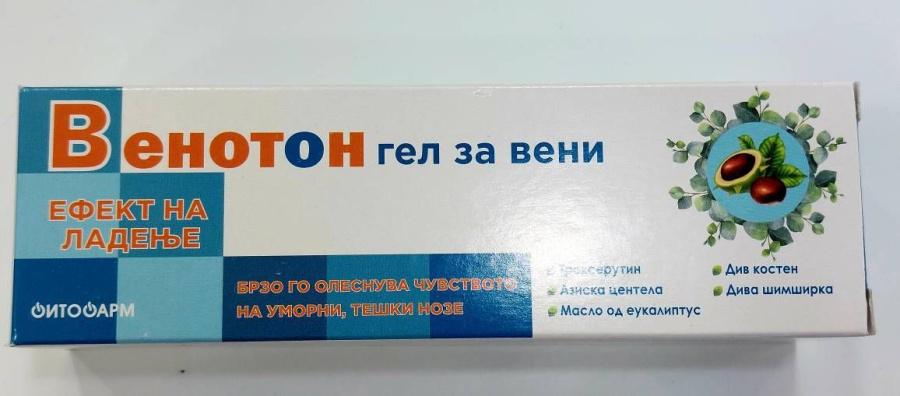 Венотон гел за вени
ЕФЕКТ НА
ЛАДЕЊЕ
БРЗО ГО ОЛЕСНУВА ЧУВСТВОТО
НА УМОРНИ, ТЕШКИ НОЗЕ
ФИТОФАРМ
Троксерутин
Азиска центела
Масло од еукалиптус
Див костен
Дива шимширка